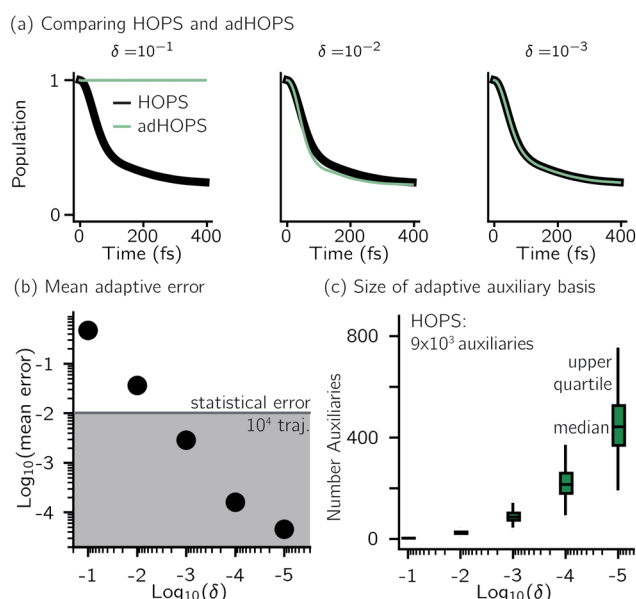 (a) Comparing HOPS and adHOPS
δ =10⁻¹
δ =10⁻²
δ =10⁻³
Population
1
0
HOPS
adHOPS
0 200 400
Time (fs)
0 200 400
Time (fs)
0 200 400
Time (fs)
(b) Mean adaptive error
Log₁₀(mean error)
-1
-2
-3
-4
statistical error
10⁴ traj.
-1 -2 -3 -4 -5
Log₁₀(δ)
(c) Size of adaptive auxiliary basis
Number Auxiliaries
800
400
0
HOPS:
9x10³ auxiliaries
upper
quartile
median
-1 -2 -3 -4 -5
Log₁₀(δ)